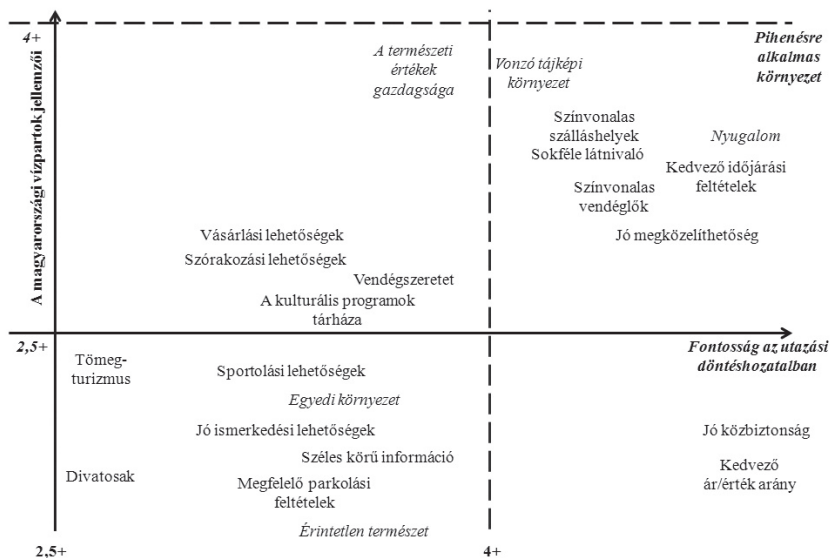 4+
A magyarországi vízpartok jellemzői
A természeti
értékek
gazdagsága
Vonzó tájképi
környezet
Pihenésre
alkalmas
környezet
Színvonalas
szálláshelyek
Sokféle látnivaló
Nyugalom
Kedvező időjárási
feltételek
Színvonalas
vendéglők
Vásárlási lehetőségek
Jó megközelíthetőség
Szórakozási lehetőségek
Vendégszeretet
A kulturális programok
tárháza
2,5+
Fontosság az utazási
döntéshozatalban
Tömeg-
turizmus
Sportolási lehetőségek
Egyedi környezet
Jó ismerkedési lehetőségek
Jó közbiztonság
Széles körű információ
Kedvező
ár/érték arány
Divatosak
Megfelelő parkolási
feltételek
Érintetlen természet
2,5+
4+